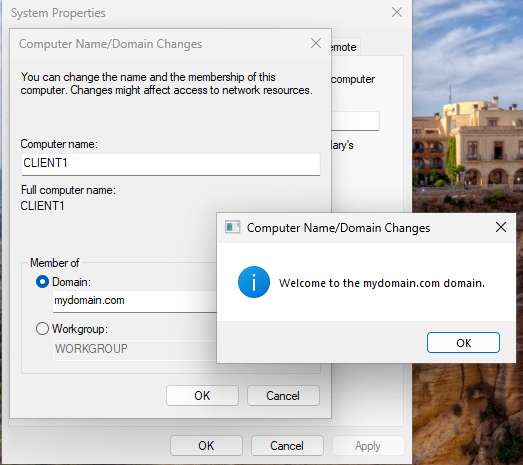 System Properties
Computer Name/Domain Changes
You can change the name and the membership of this
computer. Changes might affect access to network resources.
Computer name:
CLIENT1
Full computer name:
CLIENT1
Member of
Domain:
mydomain.com
Workgroup:
WORKGROUP
OK
Cancel
computer
Computer Name/Domain Changes
Welcome to the mydomain.com domain.
OK
OK
Cancel
Apply